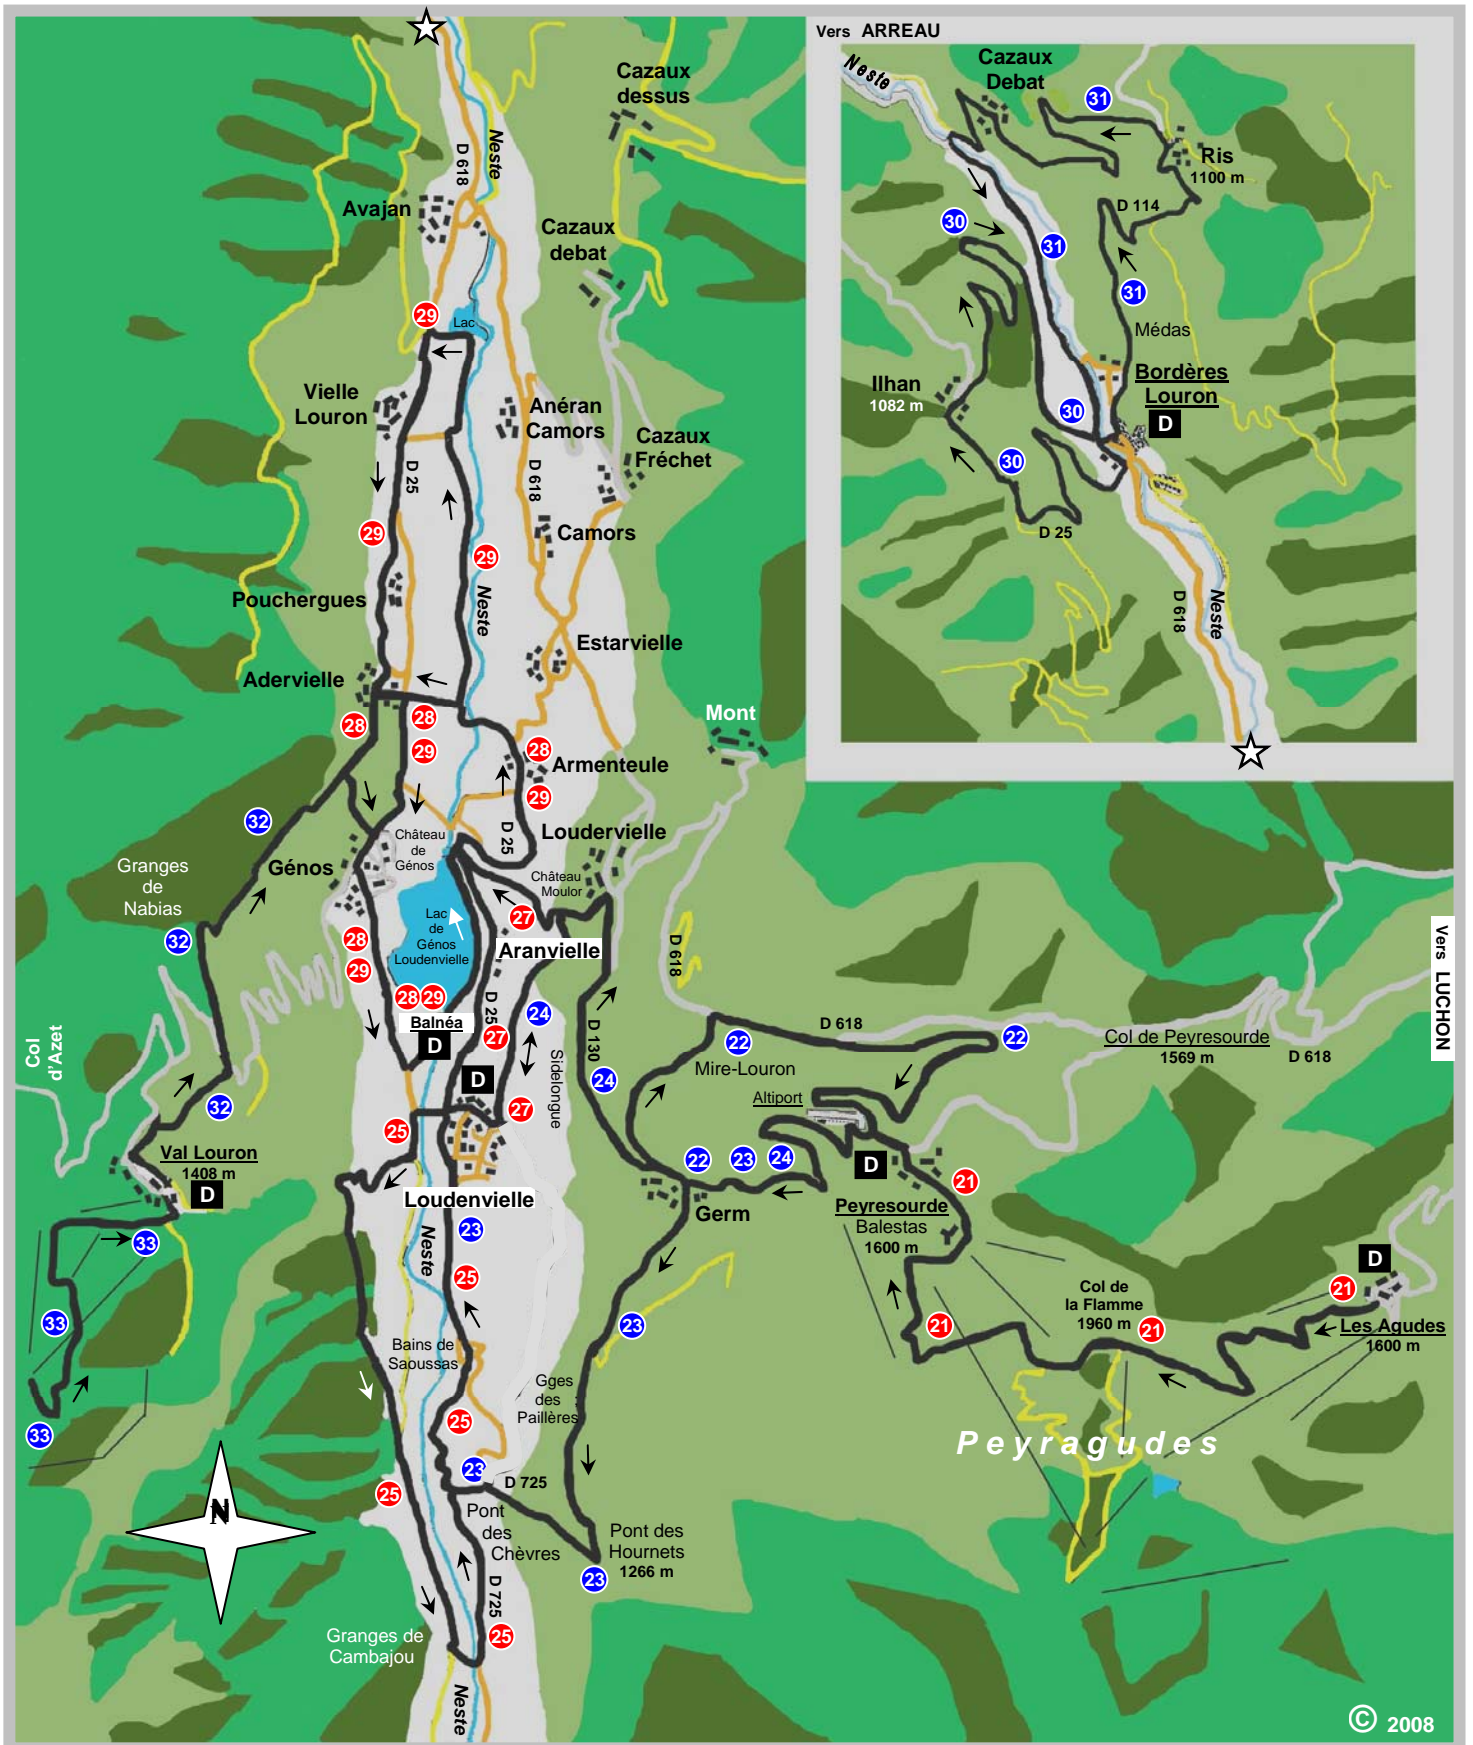 Vers ARREAU
Neste
Cazaux
Debat
31
Ris
1100 m
D 114
30
31
31
Médas
Ilhan
1082 m
Bordères
Louron
D
30
30
D 25
D 618
Neste
Cazaux
dessus
D 618
Neste
Avajan
Cazaux
debat
29
Lac
Vielle
Louron
Anéran
Camors
Cazaux
Fréchet
D 25
D 618
29
29
Camors
Pouchergues
Neste
Estarvielle
Adervielle
28
28
29
28
Armenteule
29
Mont
32
Château
de
Génos
D 25
Loudervielle
Génos
Granges
de
Nabias
Château
Moulor
32
Lac
de
Génos
Loudenvielle
27
Aranvielle
28
29
28
29
D 25
Balnéa
D
27
24
D 618
D 130
Sidelongue
24
Vers LUCHON
Col
d'Azet
22
D 618
22
Mire-Louron
Col de Peyresourde
1569 m
D 618
32
D
27
Altiport
25
Val Louron
1408 m
D
22
23
24
D
21
Loudenvielle
Germ
Peyresourde
Balestas
1600 m
33
Neste
23
25
D
21
Col de
la Flamme
1960 m
21
21
Les Agudes
1600 m
33
23
Bains de
Saoussas
Gges
des
Paillères
33
25
Peyragudes
23
D 725
25
N
Pont
des
Chèvres
Pont des
Hournets
1266 m
23
D 725
25
Granges de
Cambajou
Neste
© 2008